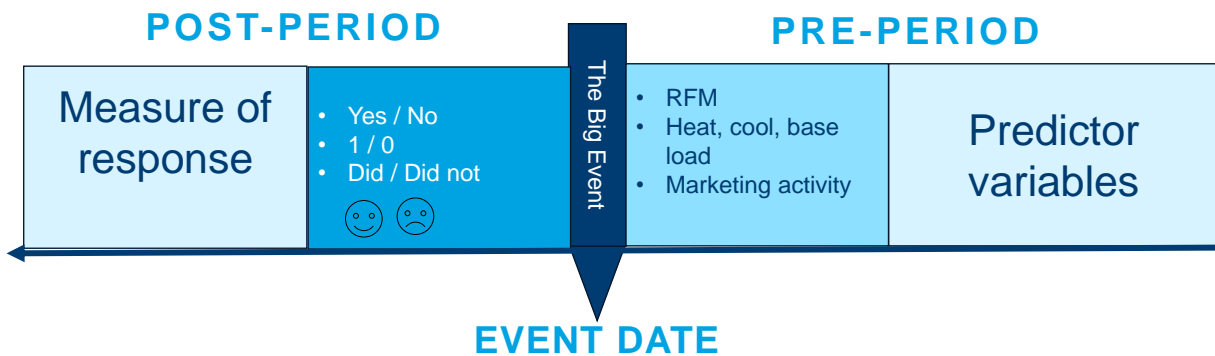 POST-PERIOD
PRE-PERIOD
Measure of
response
• Yes / No
• 1 / 0
• Did / Did not
The Big Event
• RFM
• Heat, cool, base
load
• Marketing activity
Predictor
variables
EVENT DATE